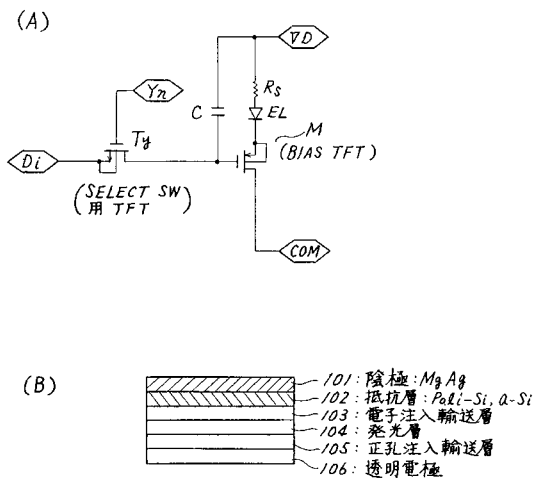 (A)
▽D
Rs
EL
Yn
C
Ty
M
(BIAS TFT)
Di
(SELECT SW
用 TFT)
COM
(B)
101:陰極:MgAg
102:抵抗層:Poli-Si, a-Si
103:電子注入輸送層
104:発光層
105:正孔注入輸送層
106:透明電極